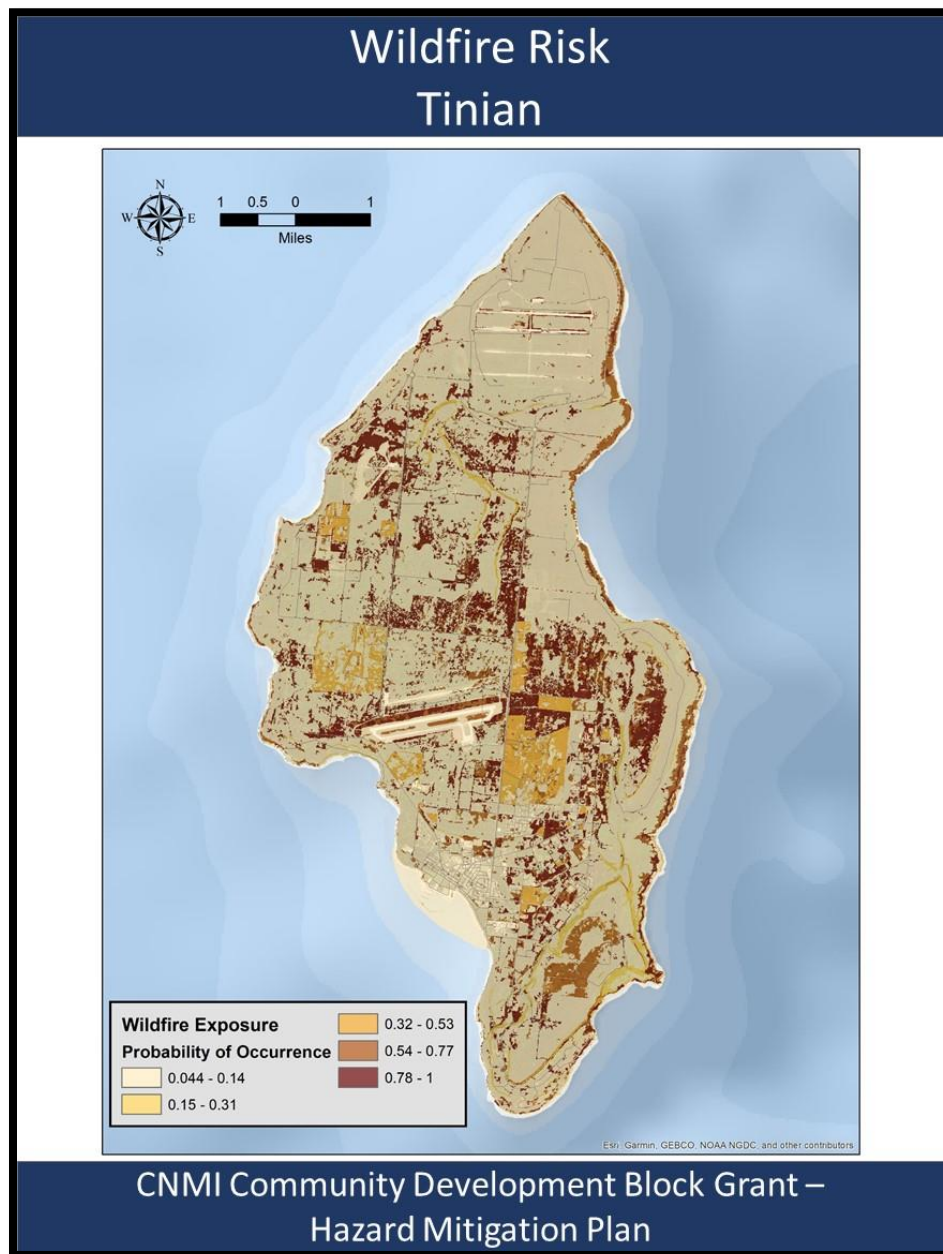 Wildfire Risk
Tinian
N
W E
S
1 0.5 0 1
Miles
Wildfire Exposure
Probability of Occurrence
0.044 - 0.14
0.15 - 0.31
0.32 - 0.53
0.54 - 0.77
0.78 - 1
Esri, Garmin, GEBCO, NOAA NGDC, and other contributors
CNMI Community Development Block Grant –
Hazard Mitigation Plan